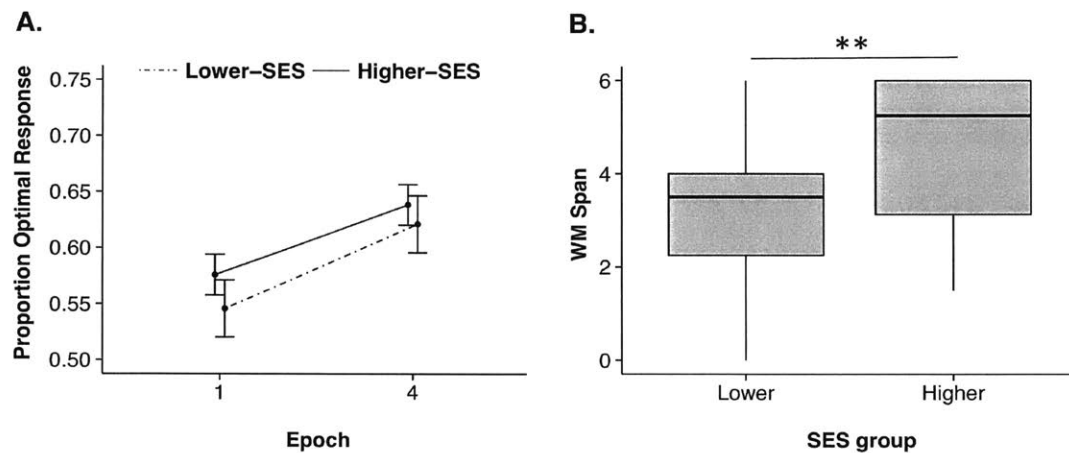 A.
Lower–SES Higher–SES
0.75
0.70
0.65
0.60
0.55
0.50
Proportion Optimal Response
1 4
Epoch
B.
**
6
4
2
0
WM Span
Lower Higher
SES group